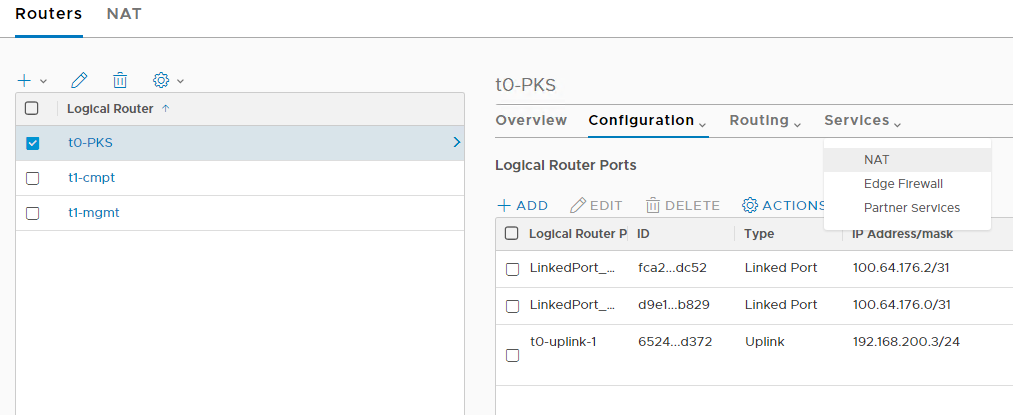 Routers NAT
Logical Router
t0-PKS
t1-cmpt
t1-mgmt
t0-PKS
Overview Configuration Routing Services
NAT
Edge Firewall
Partner Services
Logical Router Ports
ADD EDIT DELETE ACTIONS
Logical Router P ID Type IP Address/mask
LinkedPort_... fca2...dc52 Linked Port 100.64.176.2/31
LinkedPort_... d9e1...b829 Linked Port 100.64.176.0/31
t0-uplink-1 6524...d372 Uplink 192.168.200.3/24